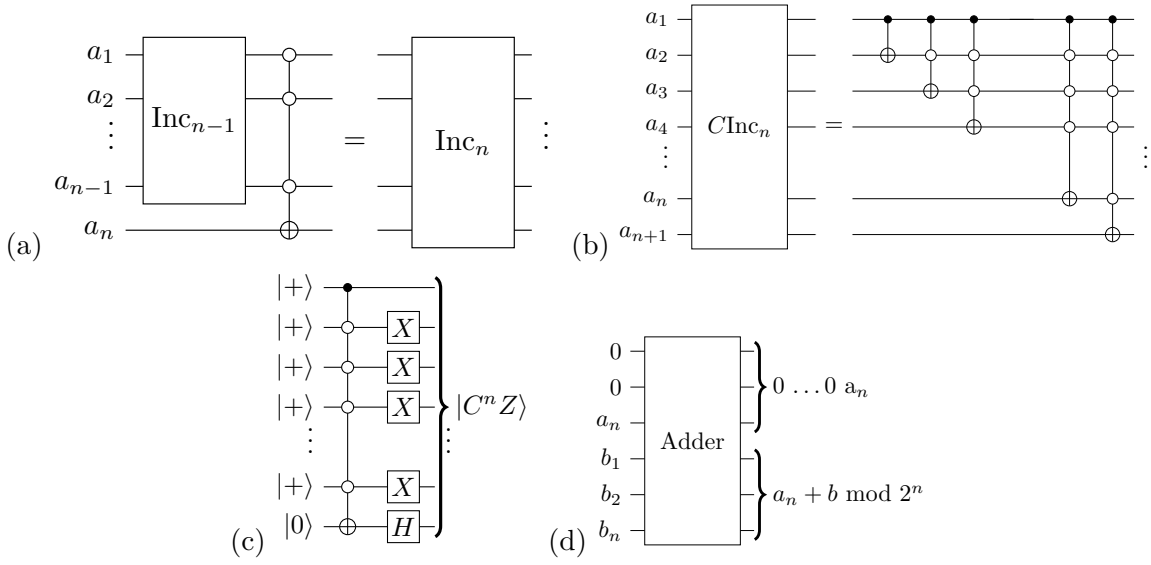 (a)
a₁
a₂
⋮
aₙ₋₁
aₙ
Incₙ₋₁
=
Incₙ
⋮
(b)
a₁
a₂
a₃
a₄
⋮
aₙ
aₙ₊₁
CIncₙ
=
⋮
(c)
|+⟩
|+⟩ X
|+⟩ X
|+⟩ X
⋮ ⋮
|+⟩ X
|0⟩ H
|CⁿZ⟩
(d)
0
0
aₙ
b₁
b₂
bₙ
Adder
0 …0 aₙ
aₙ + b mod 2ⁿ